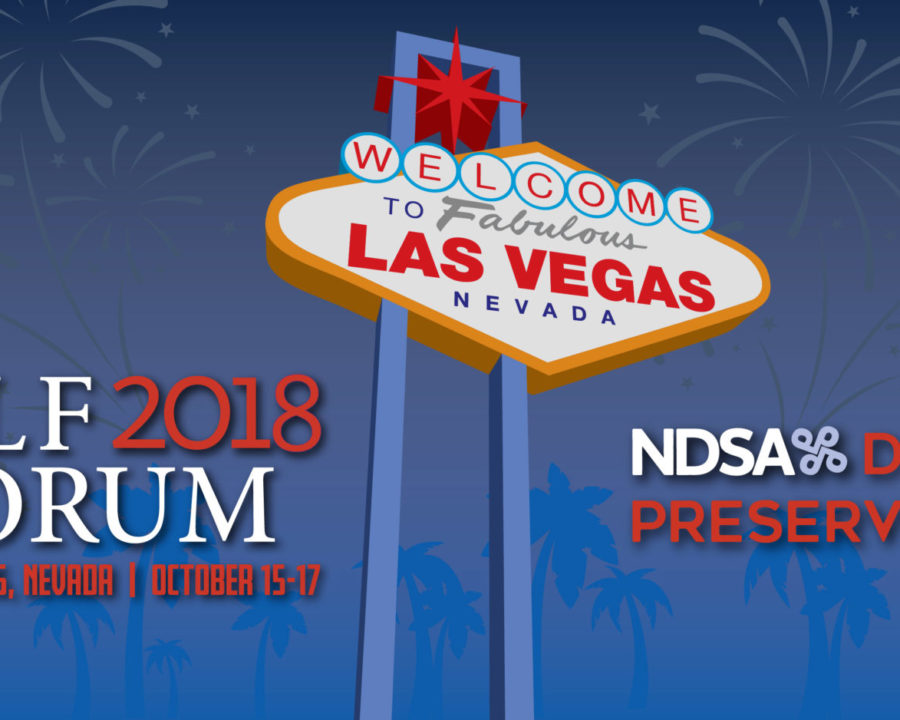 WELCOME
TO Fabulous
LAS VEGAS
NEVADA
LF 2018
ORUM
, NEVADA | OCTOBER 15-17
NDSA D
PRESERV